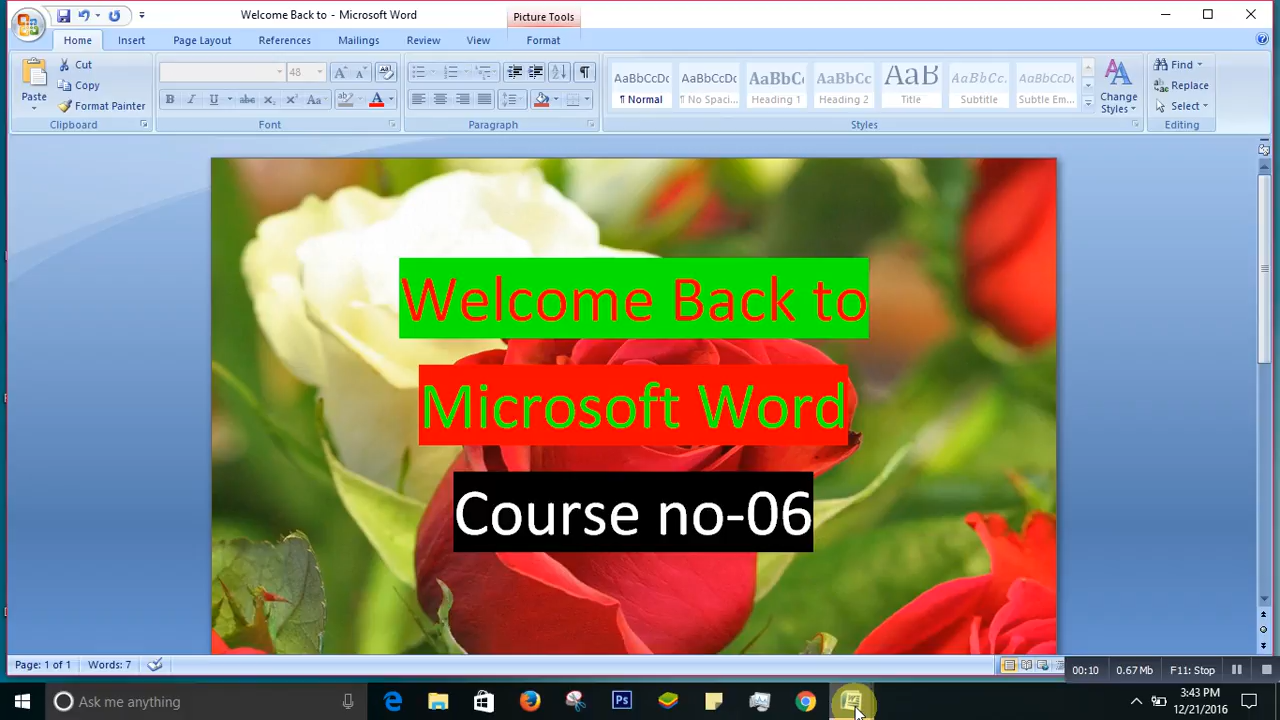 Welcome Back to - Microsoft Word
Picture Tools
Home Insert Page Layout References Mailings Review View Format
Paste
Cut
Copy
Format Painter
Clipboard
48
Font
Paragraph
AaBbCcDc AaBbCcDc AaBbCc AaBbCc AaB AaBbCc. AaBbCcD
¶ Normal ¶ No Spaci... Heading 1 Heading 2 Title Subtitle Subtle Em...
Change Styles
Styles
Find
Replace
Select
Editing
Welcome Back to
Microsoft Word
Course no-06
Page: 1 of 1 Words: 7
00:10 0.67 Mb F11: Stop
Ask me anything
3:43 PM
12/21/2016